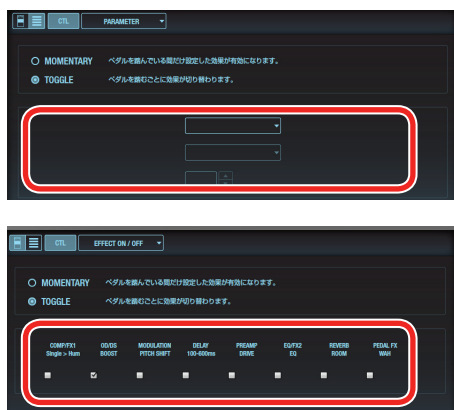 CTL PARAMETER
MOMENTARY ペダルを踏んでいる間だけ設定した効果が有効になります。
TOGGLE ペダルを踏むごとに効果が切り替わります。
CTL EFFECT ON / OFF
MOMENTARY ペダルを踏んでいる間だけ設定した効果が有効になります。
TOGGLE ペダルを踏むごとに効果が切り替わります。
COMP/FX1 OD/DS MODULATION DELAY PREAMP EQ/FX2 REVERB PEDAL FX
Single > Hum BOOST PITCH SHIFT 100-600ms DRIVE EQ ROOM WAH